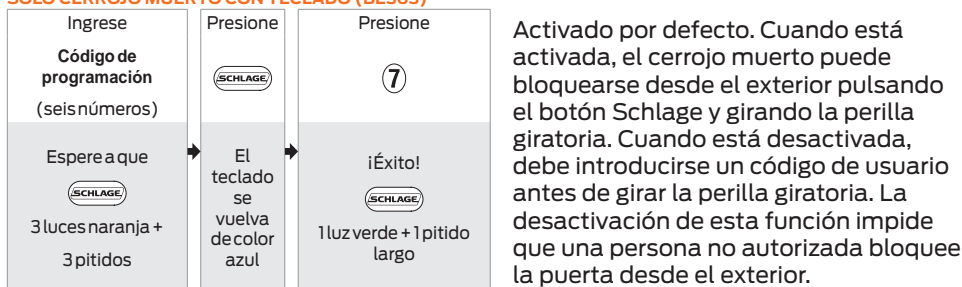 SOLO CERROJO MUERTO CON TECLADO (BE365)
Ingrese
Código de
programación
(seis números)
Espere a que
SCHLAGE
3 luces naranja +
3 pitidos
Presione
SCHLAGE
El
teclado
se
vuelva
de color
azul
Presione
7
¡Éxito!
SCHLAGE
1 luz verde + 1 pitido
largo
Activado por defecto. Cuando está
activada, el cerrojo muerto puede
bloquearse desde el exterior pulsando
el botón Schlage y girando la perilla
giratoria. Cuando está desactivada,
debe introducirse un código de usuario
antes de girar la perilla giratoria. La
desactivación de esta función impide
que una persona no autorizada bloquee
la puerta desde el exterior.